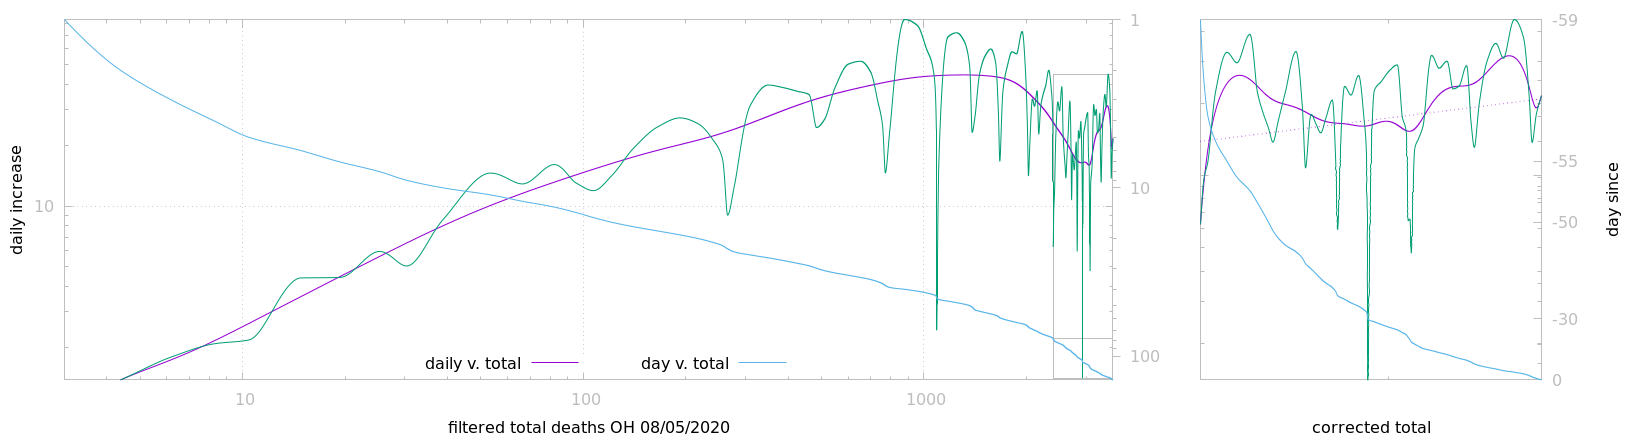 daily increase
10
daily v. total
day v. total
1
10
100
10
100
1000
filtered total deaths OH 08/05/2020
-59
-55
-50
-30
0
day since
corrected total